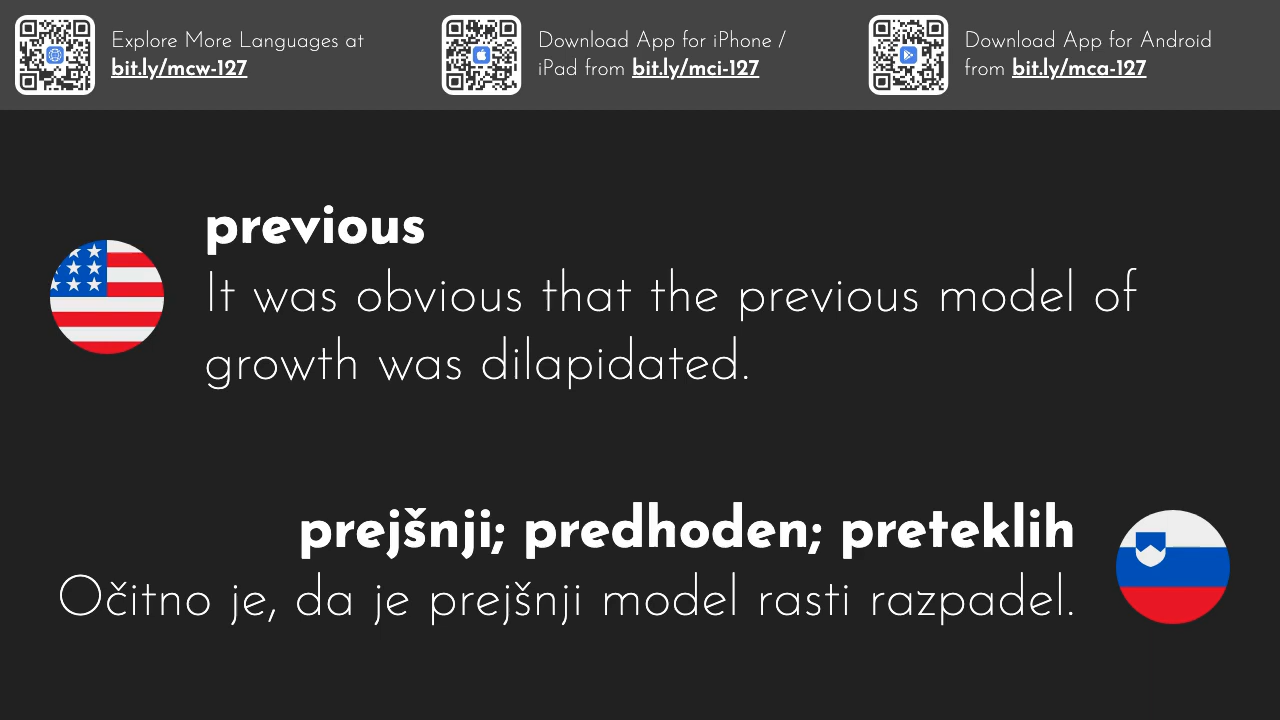 Explore More Languages at
bit.ly/mcw-127
Download App for iPhone /
iPad from bit.ly/mci-127
Download App for Android
from bit.ly/mca-127
previous
It was obvious that the previous model of
growth was dilapidated.
prejšnji; predhoden; preteklih
Očitno je, da je prejšnji model rasti razpadel.